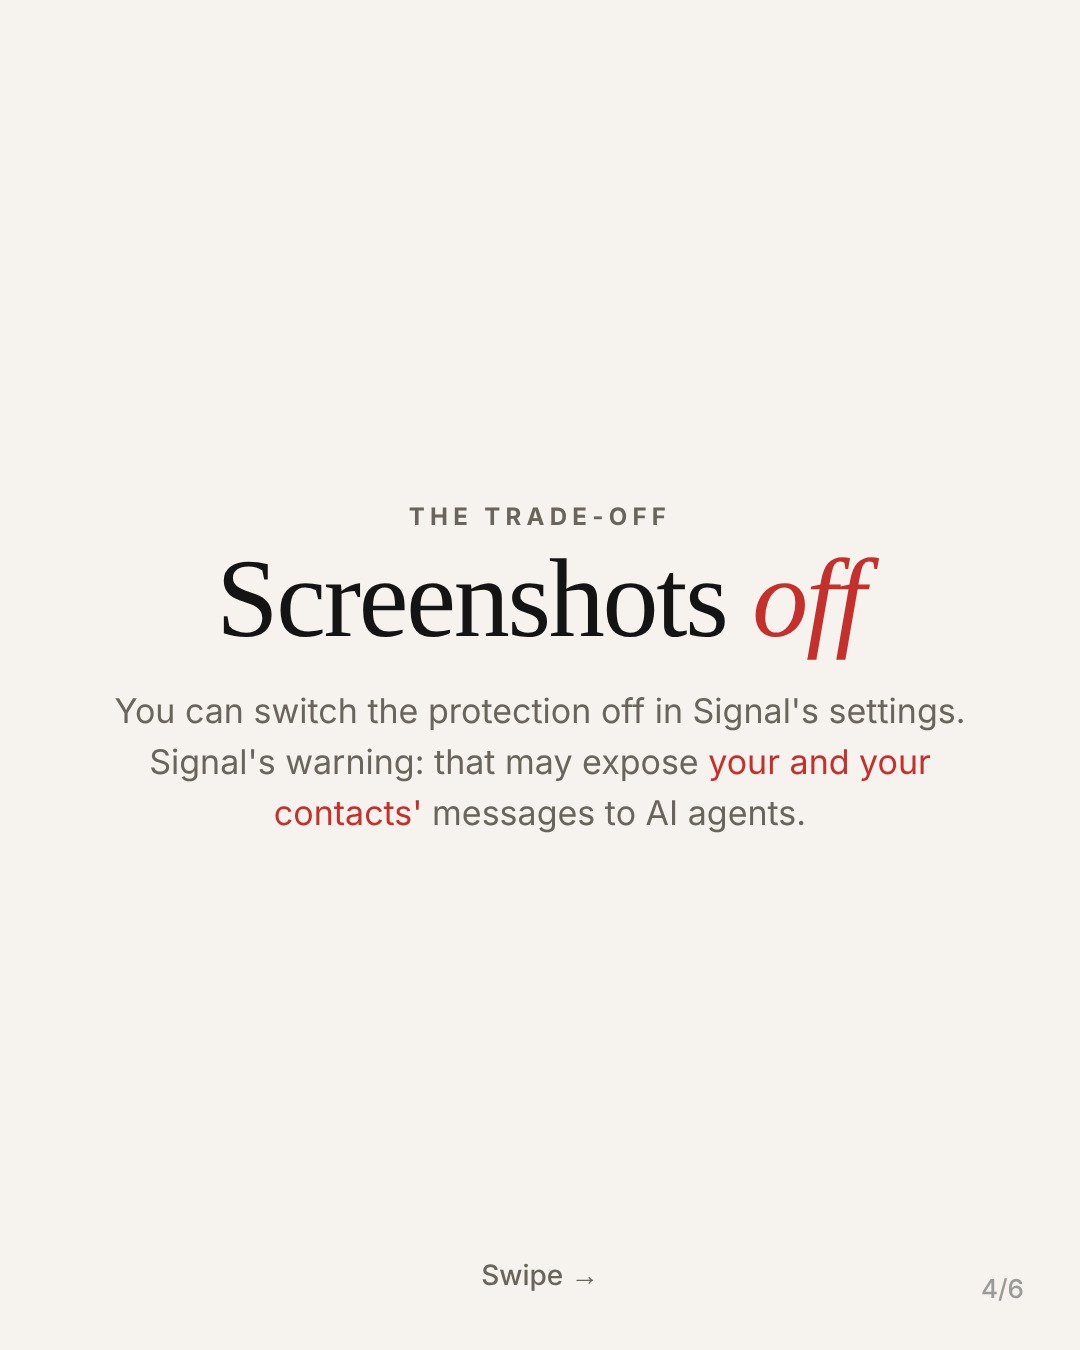 THE TRADE-OFF
Screenshots off
You can switch the protection off in Signal's settings.
Signal's warning: that may expose your and your
contacts' messages to AI agents.
Swipe →
4/6